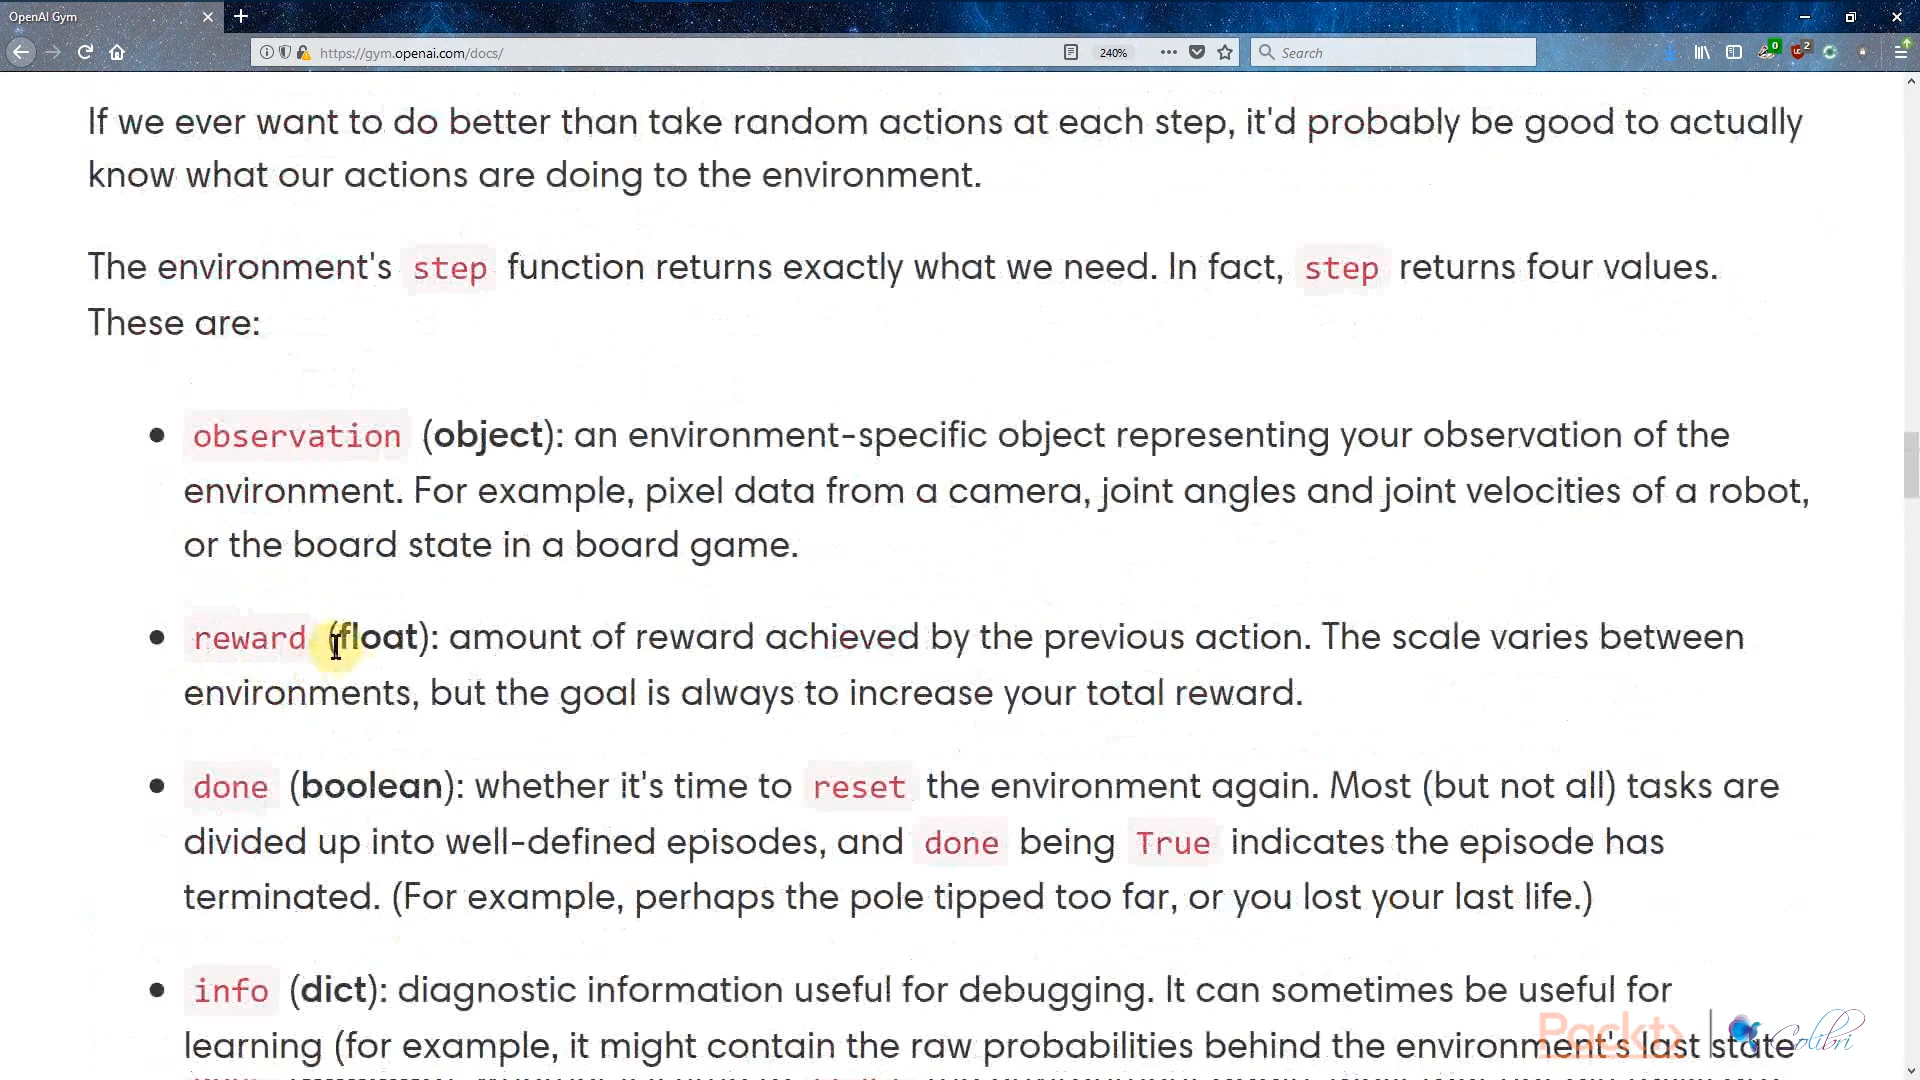 OpenAI Gym
https://gym.openai.com/docs/
240%
Search
0
2
If we ever want to do better than take random actions at each step, it'd probably be good to actually
know what our actions are doing to the environment.
The environment's step function returns exactly what we need. In fact, step returns four values.
These are:
• observation (object): an environment-specific object representing your observation of the
environment. For example, pixel data from a camera, joint angles and joint velocities of a robot,
or the board state in a board game.
• reward (float): amount of reward achieved by the previous action. The scale varies between
environments, but the goal is always to increase your total reward.
• done (boolean): whether it's time to reset the environment again. Most (but not all) tasks are
divided up into well-defined episodes, and done being True indicates the episode has
terminated. (For example, perhaps the pole tipped too far, or you lost your last life.)
• info (dict): diagnostic information useful for debugging. It can sometimes be useful for
learning (for example, it might contain the raw probabilities behind the environment's last state
Packt
Colibri